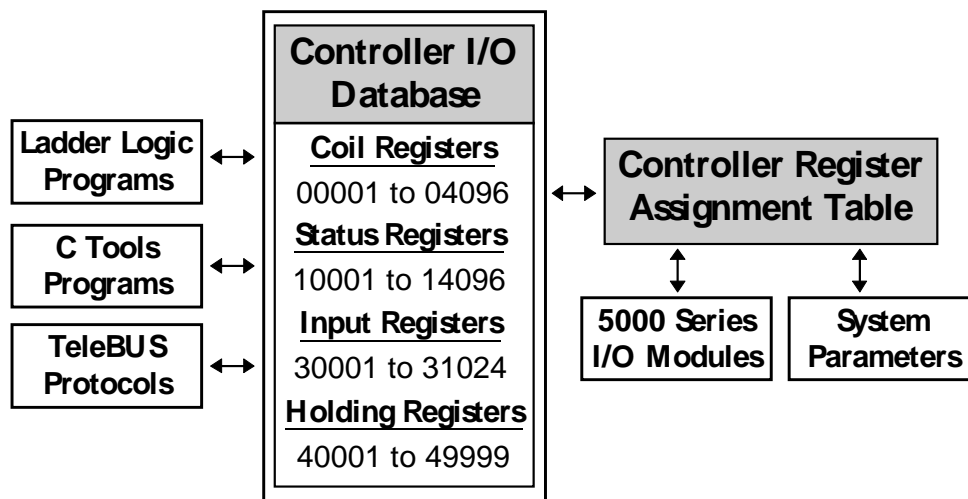 Controller I/O
Database
Coil Registers
00001 to 04096
Status Registers
10001 to 14096
Input Registers
30001 to 31024
Holding Registers
40001 to 49999
Ladder Logic
Programs
C Tools
Programs
TeleBUS
Protocols
Controller Register
Assignment Table
5000 Series
I/O Modules
System
Parameters